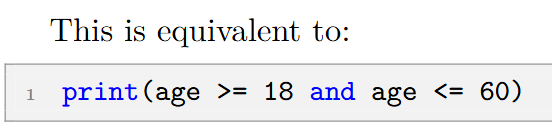 This is equivalent to:
1 print(age >= 18 and age <= 60)